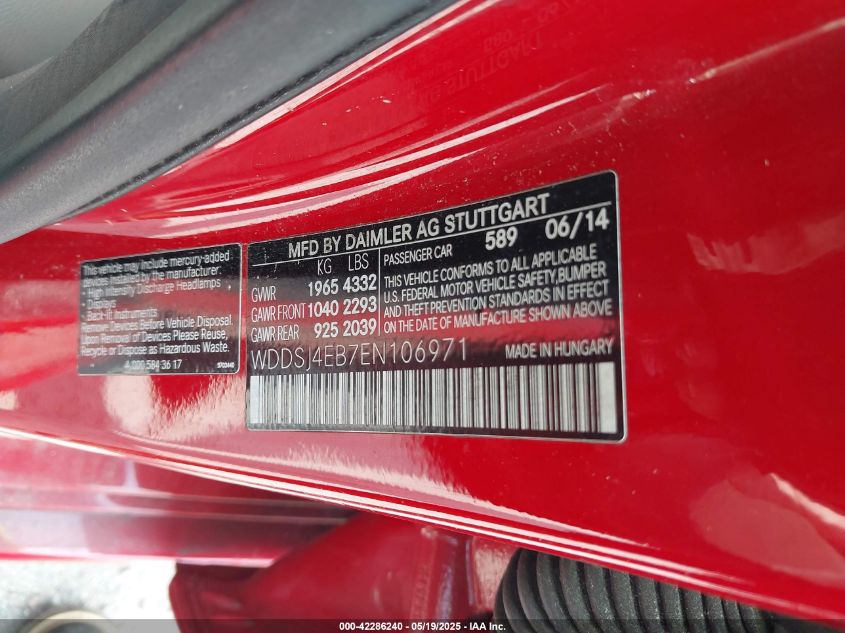 This vehicle may include mercury-added
devices installed by the manufacturer:
- High Intensity Discharge Headlamps
- Displays
- Back-lit Instruments
Remove Devices Before Vehicle Disposal.
Upon Removal of Devices Please Reuse,
Recycle or Dispose as Hazardous Waste.
A 000 584 36 17
MFD BY DAIMLER AG STUTTGART
KG LBS
GVWR 1965 4332
GAWR FRONT 1040 2293
GAWR REAR 925 2039
PASSENGER CAR 589 06/14
THIS VEHICLE CONFORMS TO ALL APPLICABLE
U.S. FEDERAL MOTOR VEHICLE SAFETY, BUMPER
AND THEFT PREVENTION STANDARDS IN EFFECT
ON THE DATE OF MANUFACTURE SHOWN ABOVE.
WDDSJ4EB7EN106971 MADE IN HUNGARY
000-42286240 - 05/19/2025 - IAA Inc.